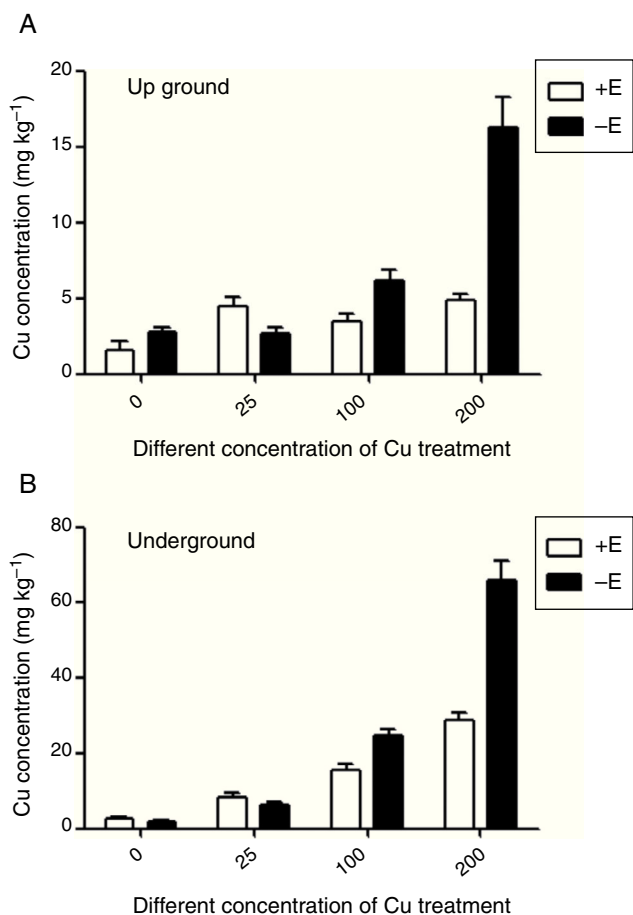 A
Up ground
+E
–E
Cu concentration (mg kg⁻¹)
20
15
10
5
0
0
25
100
200
Different concentration of Cu treatment
B
Underground
+E
–E
Cu concentration (mg kg⁻¹)
80
60
40
20
0
0
25
100
200
Different concentration of Cu treatment